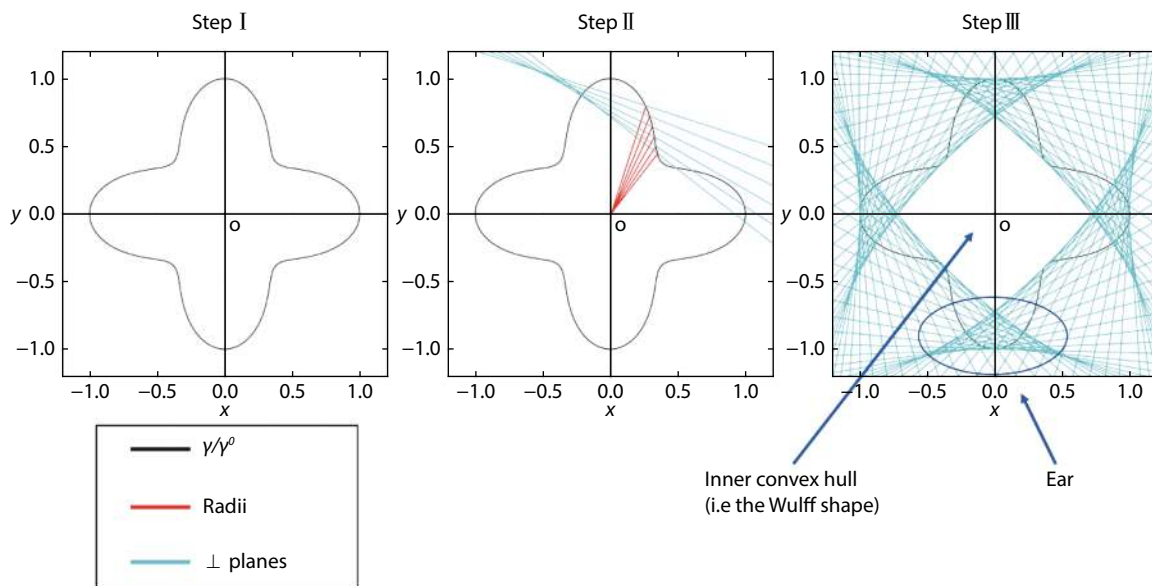 Step Ⅰ
Step Ⅱ
Step Ⅲ
1.0
0.5
y 0.0
−0.5
−1.0
o
−1.0 −0.5 0.0 0.5 1.0
x
1.0
0.5
y 0.0
−0.5
−1.0
o
−1.0 −0.5 0.0 0.5 1.0
x
1.0
0.5
y 0.0
−0.5
−1.0
o
−1.0 −0.5 0.0 0.5 1.0
x
γ/γ⁰
Radii
⊥ planes
Inner convex hull
(i.e the Wulff shape)
Ear